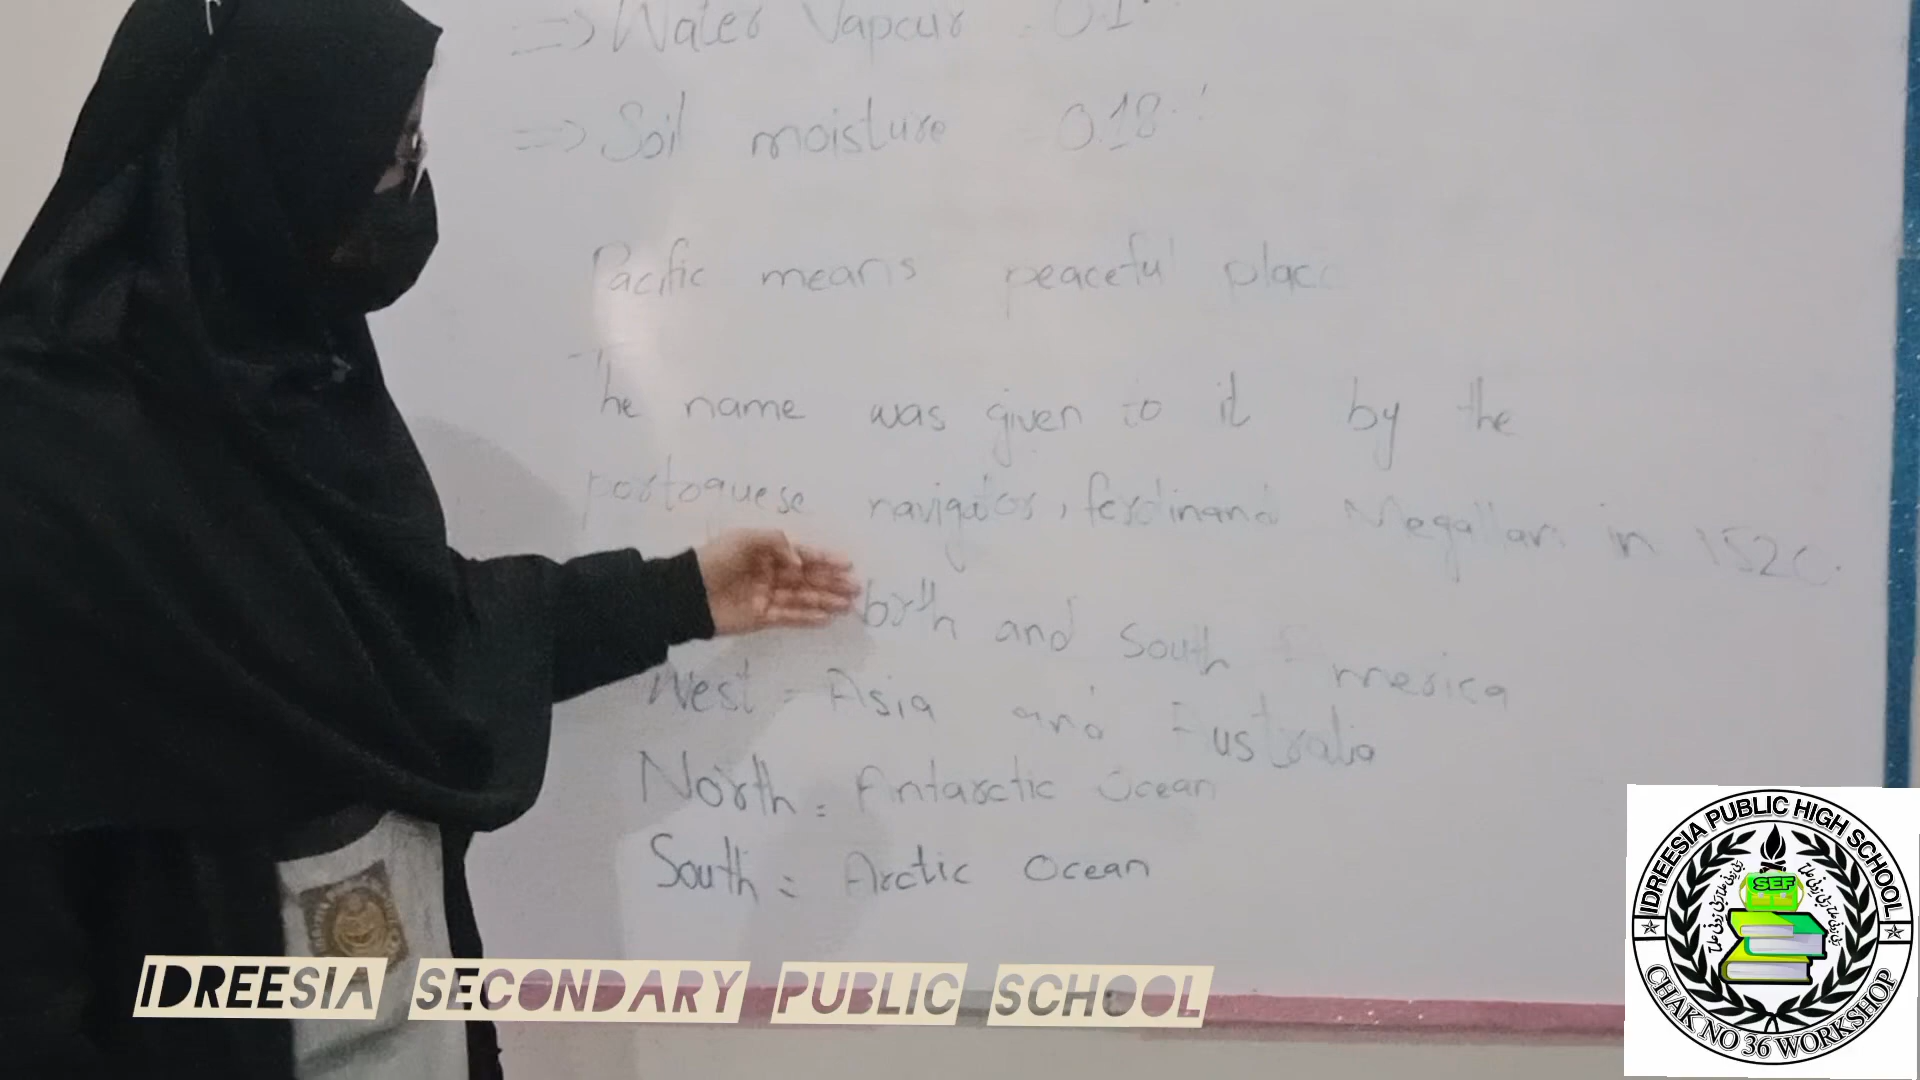 => Water Vapour 0.1
=> Soil moisture 0.18
Pacific means peaceful place
The name was given to it by the
portoguese navigator, ferdinand Megallan in 1520.
orth and South America
West = Asia and Australia
North = Antarctic Ocean
South = Arctic Ocean
IDREESIA SECONDARY PUBLIC SCHOOL
IDREESIA PUBLIC HIGH SCHOOL
SEF
CHAK NO 36 WORKSHOP